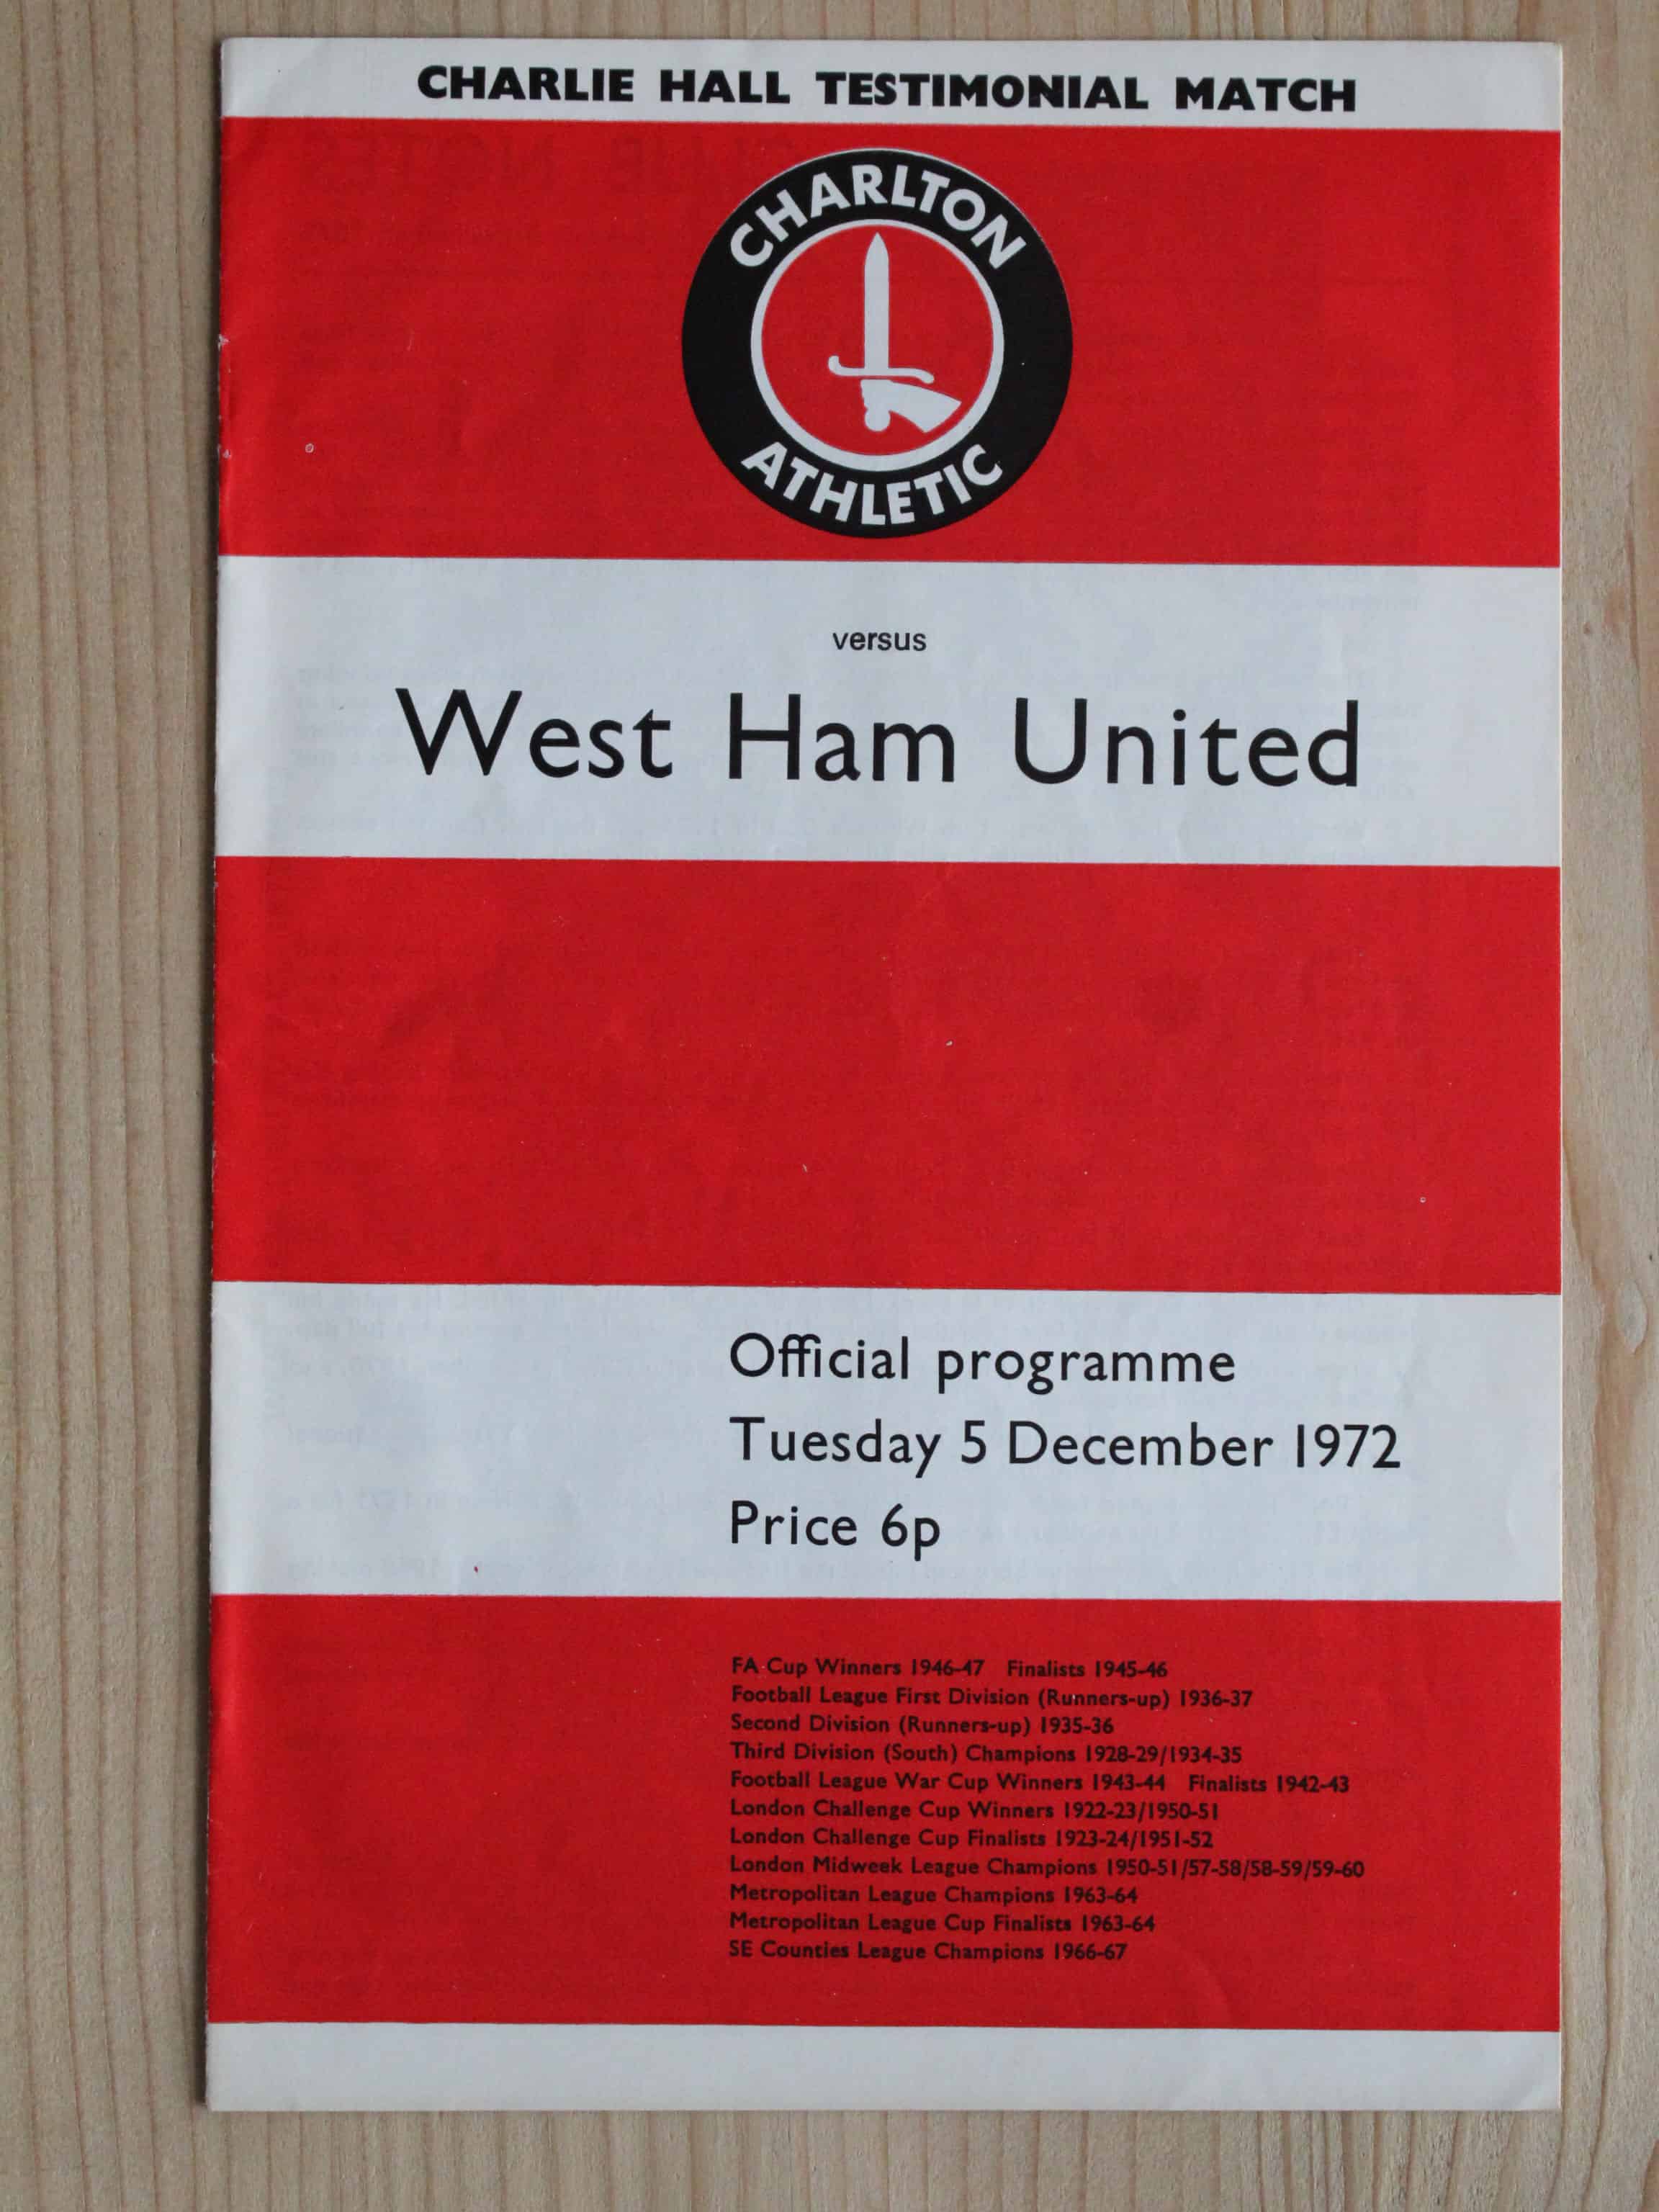 CHARLIE HALL TESTIMONIAL MATCH
CHARLTON
ATHLETIC
versus
West Ham United
Official programme
Tuesday 5 December 1972
Price 6p
FA Cup Winners 1946-47 Finalists 1945-46
Football League First Division (Runners-up) 1936-37
Second Division (Runners-up) 1935-36
Third Division (South) Champions 1928-29/1934-35
Football League War Cup Winners 1943-44 Finalists 1942-43
London Challenge Cup Winners 1922-23/1950-51
London Challenge Cup Finalists 1923-24/1951-52
London Midweek League Champions 1950-51/57-58/58-59/59-60
Metropolitan League Champions 1963-64
Metropolitan League Cup Finalists 1963-64
SE Counties League Champions 1966-67